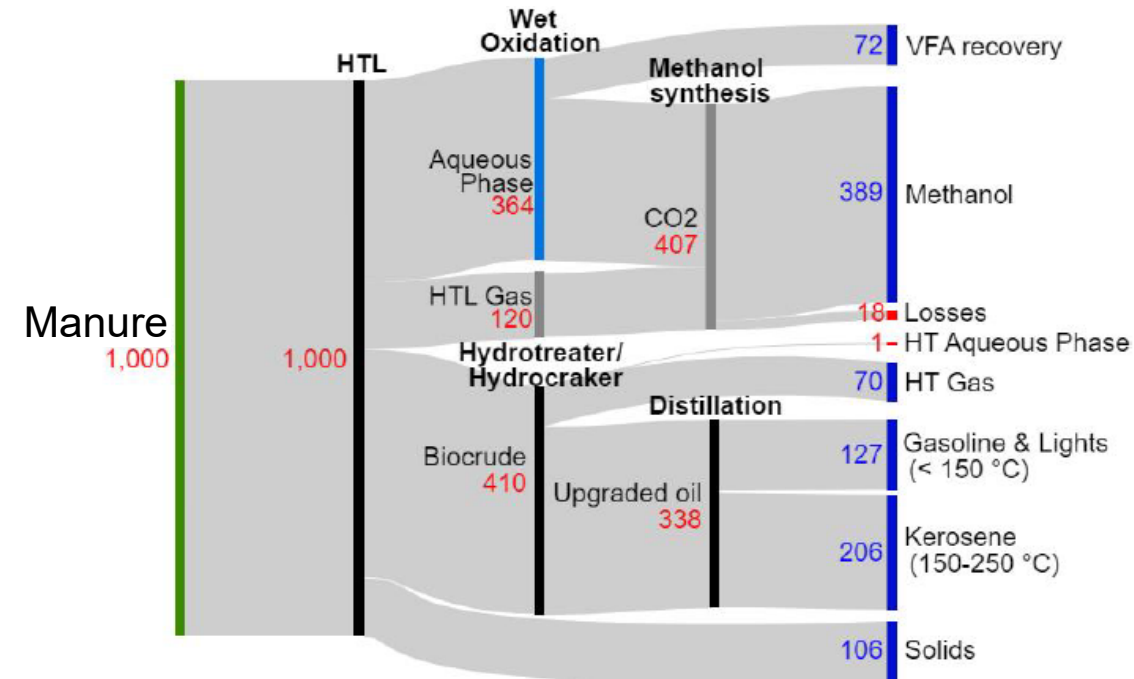 Wet
Oxidation
HTL
72 VFA recovery
Methanol
synthesis
Aqueous
Phase
364
389 Methanol
CO2
407
HTL Gas
120
Manure
1,000
1,000
18 Losses
1 HT Aqueous Phase
Hydrotreater/
Hydrocraker
70 HT Gas
Distillation
127 Gasoline & Lights
(< 150 °C)
Biocrude
410
Upgraded oil
338
206 Kerosene
(150-250 °C)
106 Solids